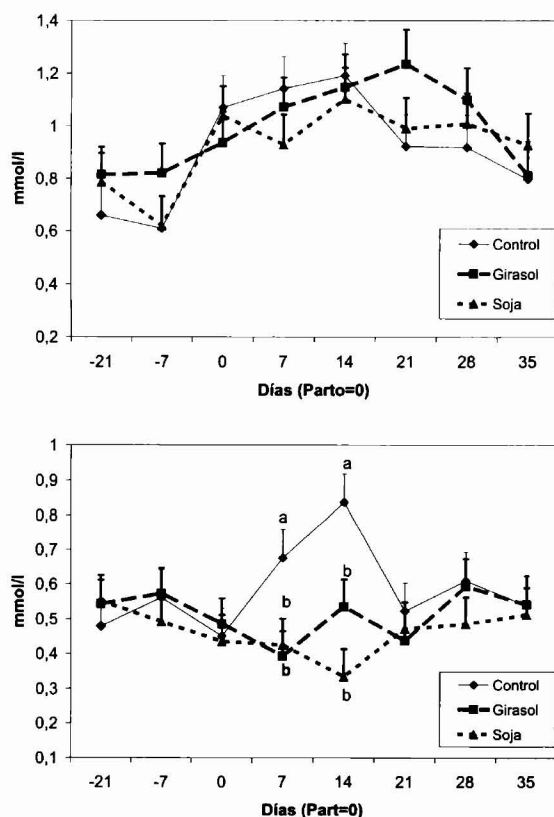 1,4
1,2
1
0,8
0,6
0,4
0,2
mmol/l
Control
Girasol
Soja
-21 -7 0 7 14 21 28 35
Días (Parto=0)
1
0,9
0,8
0,7
0,6
0,5
0,4
0,3
0,2
0,1
mmol/l
a
a
b
b
b
b
Control
Girasol
Soja
-21 -7 0 7 14 21 28 35
Días (Part=0)